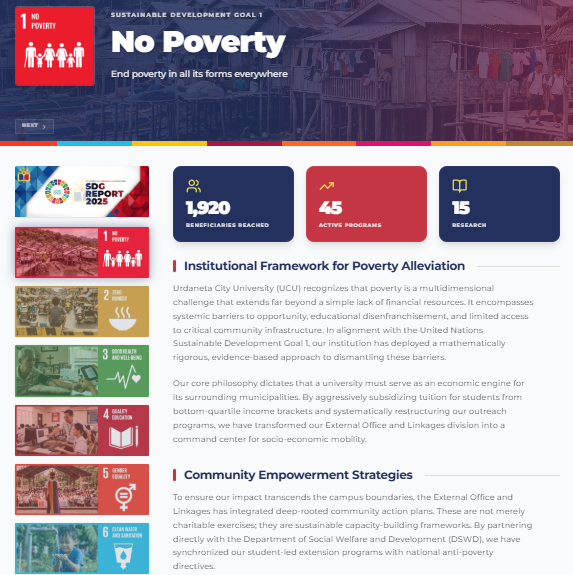 1 NO POVERTY
SUSTAINABLE DEVELOPMENT GOAL 1
No Poverty
End poverty in all its forms everywhere
NEXT
SDG REPORT 2025
1 NO POVERTY
2 ZERO HUNGER
3 GOOD HEALTH AND WELL-BEING
4 QUALITY EDUCATION
5 GENDER EQUALITY
6 CLEAN WATER AND SANITATION
1,920
BENEFICIARIES REACHED
45
ACTIVE PROGRAMS
15
RESEARCH
Institutional Framework for Poverty Alleviation
Urdaneta City University (UCU) recognizes that poverty is a multidimensional
challenge that extends far beyond a simple lack of financial resources. It encompasses
systemic barriers to opportunity, educational disenfranchisement, and limited access
to critical community infrastructure. In alignment with the United Nations
Sustainable Development Goal 1, our institution has deployed a mathematically
rigorous, evidence-based approach to dismantling these barriers.
Our core philosophy dictates that a university must serve as an economic engine for
its surrounding municipalities. By aggressively subsidizing tuition for students from
bottom-quartile income brackets and systematically restructuring our outreach
programs, we have transformed our External Office and Linkages division into a
command center for socio-economic mobility.
Community Empowerment Strategies
To ensure our impact transcends the campus boundaries, the External Office and
Linkages has integrated deep-rooted community action plans. These are not merely
charitable exercises; they are sustainable capacity-building frameworks. By partnering
directly with the Department of Social Welfare and Development (DSWD), we have
synchronized our student-led extension programs with national anti-poverty
directives.